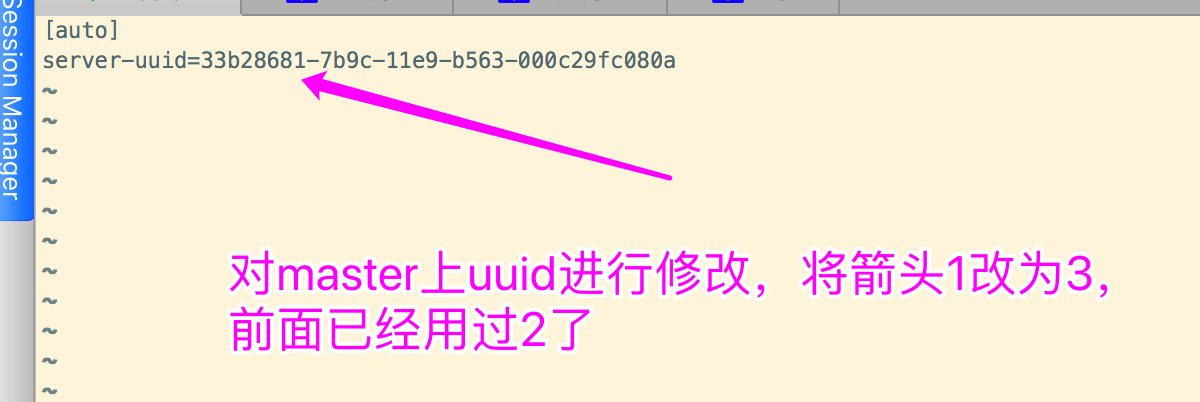 Session Manager
[auto]
server-uuid=33b28681-7b9c-11e9-b563-000c29fc080a
~
~
~
~
~
~
~
~
~
~
~
对master上uuid进行修改，将箭头1改为3，
前面已经用过2了